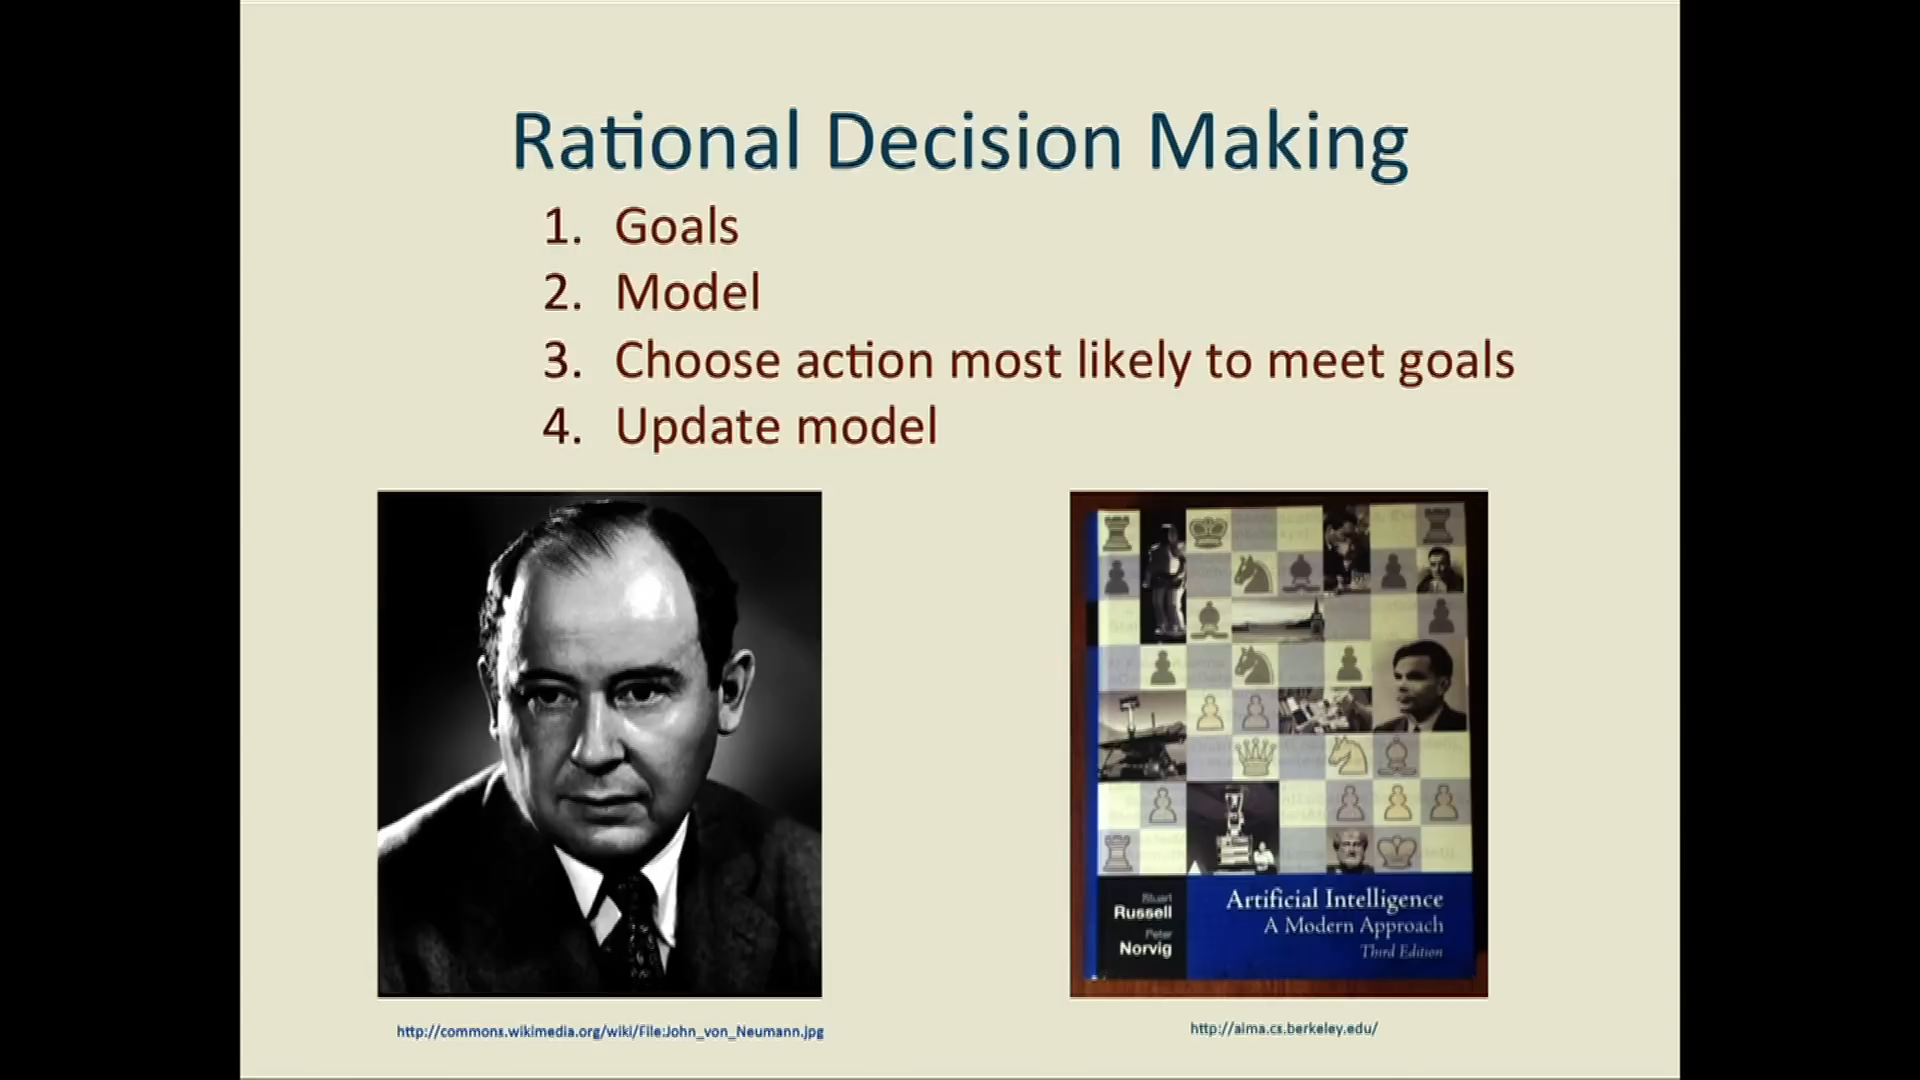 Rational Decision Making
1. Goals
2. Model
3. Choose action most likely to meet goals
4. Update model
Stuart
Russell
Peter
Norvig
Artificial Intelligence
A Modern Approach
Third Edition
http://commons.wikimedia.org/wiki/File:John_von_Neumann.jpg
http://aima.cs.berkeley.edu/